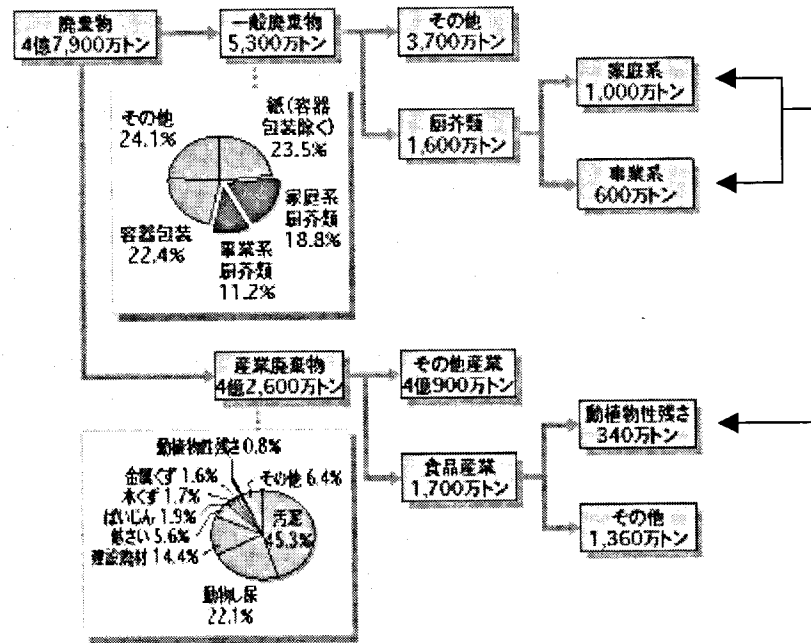 廃棄物
4億7,900万トン
一般廃棄物
5,300万トン
その他
3,700万トン
厨芥類
1,600万トン
家庭系
1,000万トン
事業系
600万トン
その他
24.1%
紙(容器
包装除く)
23.5%
家庭系
厨芥類
18.8%
事業系
厨芥類
11.2%
容器包装
22.4%
産業廃棄物
4億2,600万トン
その他産業
4億900万トン
食品産業
1,700万トン
動植物性残さ
340万トン
その他
1,360万トン
動植物性残さ 0.8%
金属くず 1.6%
その他 6.4%
木くず 1.7%
ばいじん 1.9%
鉱さい 5.6%
建設廃材 14.4%
汚泥
45.3%
動物し尿
22.1%